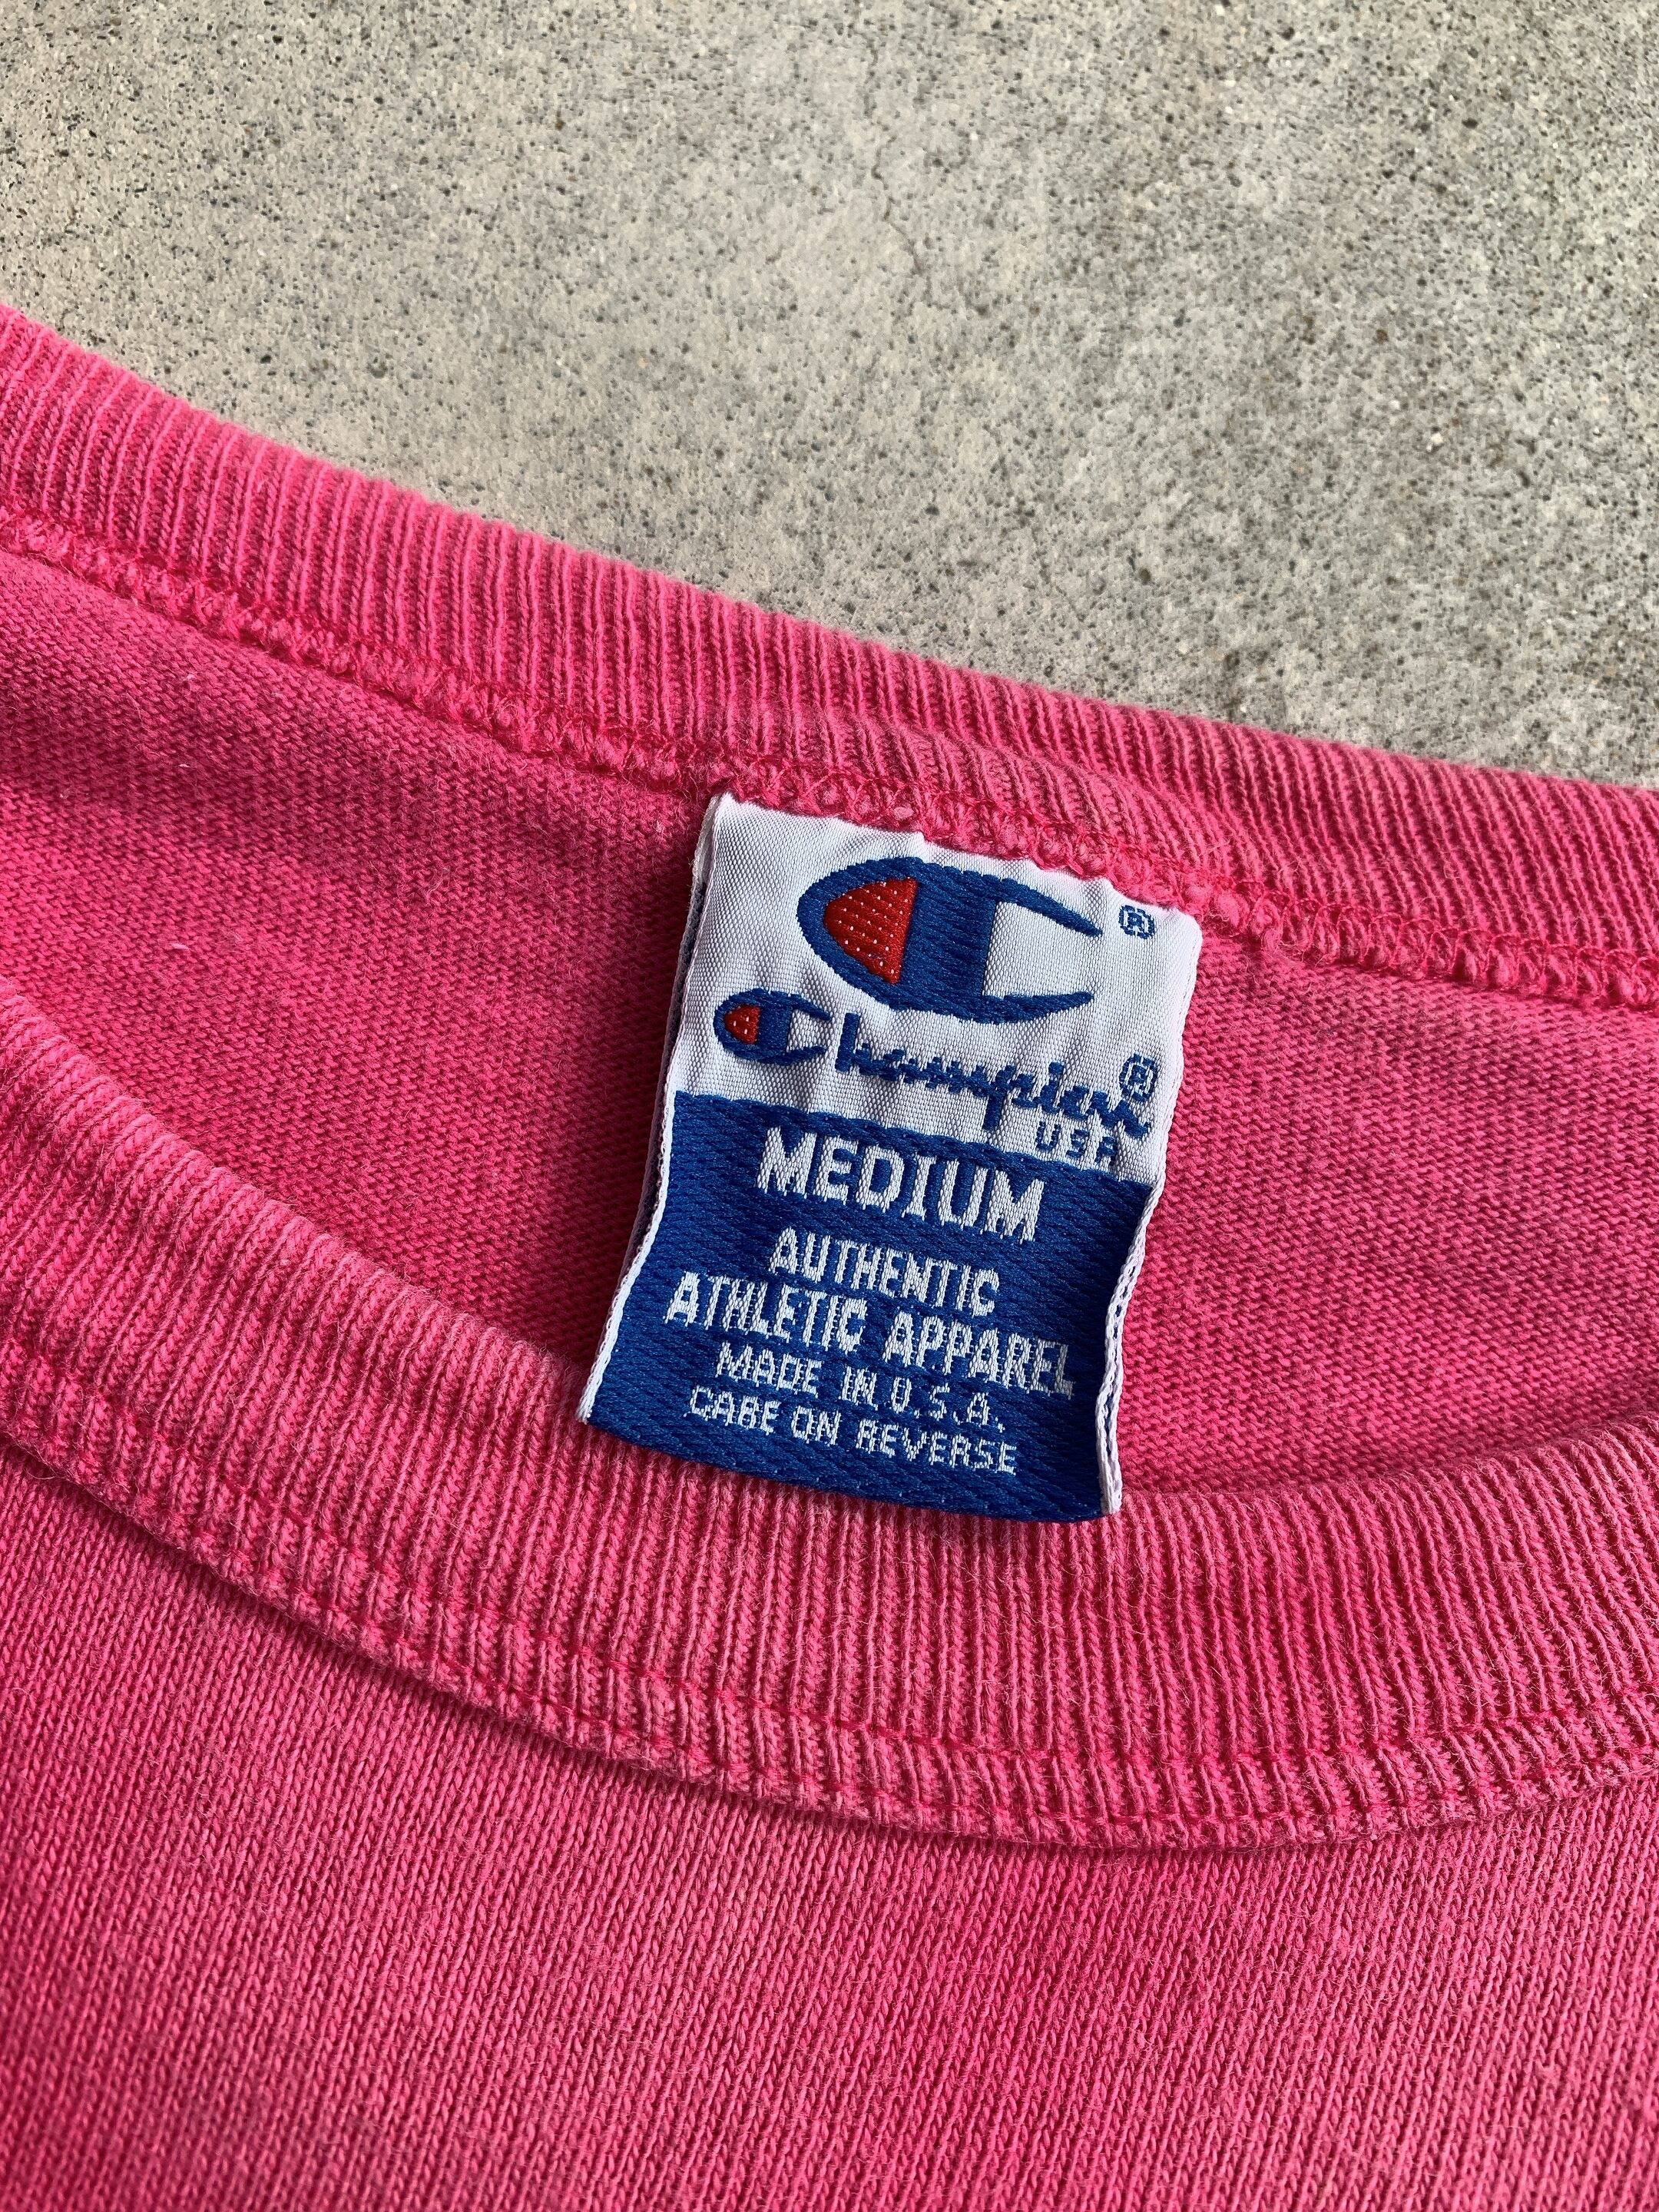 ®
Champion®
USA
MEDIUM
AUTHENTIC
ATHLETIC APPAREL
MADE IN U.S.A.
CARE ON REVERSE